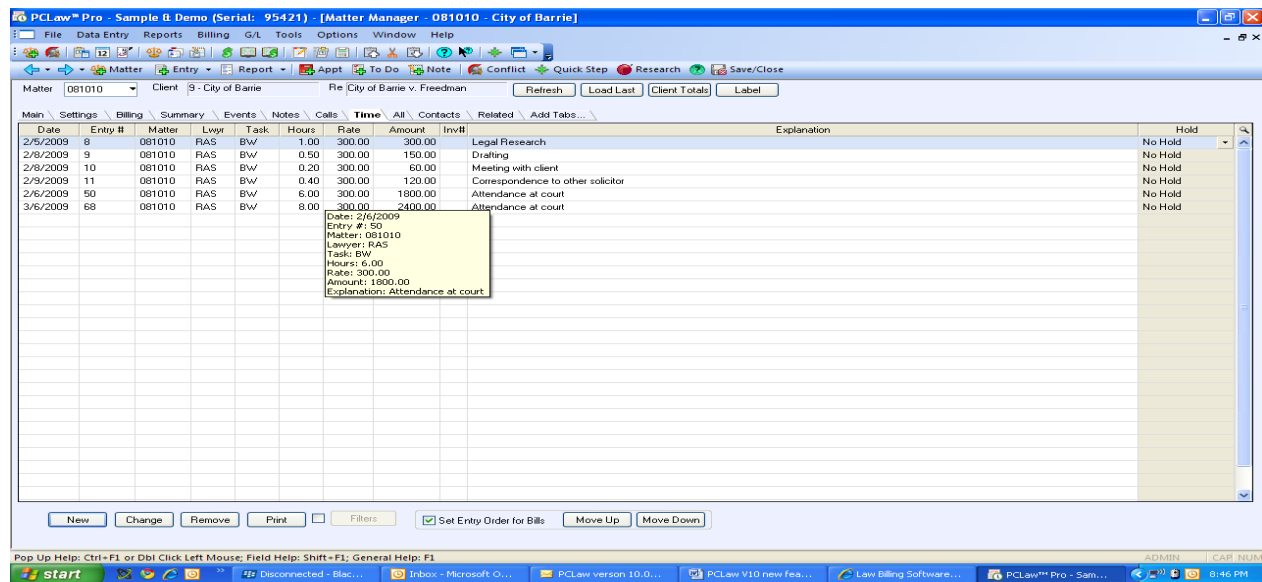 PCLaw™ Pro - Sample & Demo (Serial: 95421) - [Matter Manager - 081010 - City of Barrie]
File Data Entry Reports Billing G/L Tools Options Window Help
12
Matter Entry Report Appt To Do Note Conflict Quick Step Research Save/Close
Matter 081010 Client 9 - City of Barrie Re City of Barrie v. Freedman Refresh Load Last Client Totals Label
Main \ Settings \ Billing \ Summary \ Events \ Notes \ Calls \ Time \ All \ Contacts \ Related \ Add Tabs... \
Date Entry # Matter Lwyr Task Hours Rate Amount Inv# Explanation Hold
2/5/2009 8 081010 RAS BW 1.00 300.00 300.00 Legal Research No Hold
2/8/2009 9 081010 RAS BW 0.50 300.00 150.00 Drafting No Hold
2/8/2009 10 081010 RAS BW 0.20 300.00 60.00 Meeting with client No Hold
2/9/2009 11 081010 RAS BW 0.40 300.00 120.00 Correspondence to other solicitor No Hold
2/6/2009 50 081010 RAS BW 6.00 300.00 1800.00 Attendance at court No Hold
3/6/2009 68 081010 RAS BW 8.00 300.00 2400.00 Attendance at court No Hold
Date: 2/6/2009
Entry #: 50
Matter: 081010
Lawyer: RAS
Task: BW
Hours: 6.00
Rate: 300.00
Amount: 1800.00
Explanation: Attendance at court
New Change Remove Print Filters Set Entry Order for Bills Move Up Move Down
Pop Up Help: Ctrl+F1 or Dbl Click Left Mouse; Field Help: Shift+F1; General Help: F1 ADMIN CAP NUM
start Disconnected - Blac... Inbox - Microsoft O... PCLaw verson 10.0... PCLaw V10 new fea... Law Billing Software... PCLaw™ Pro - Sam... 8:46 PM